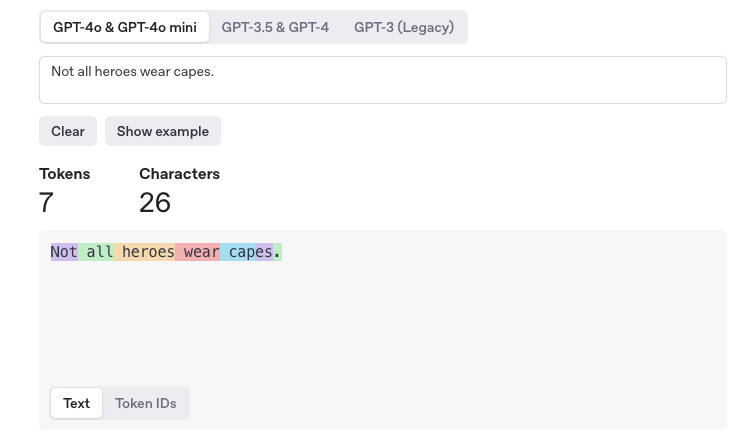 GPT-4o & GPT-4o mini GPT-3.5 & GPT-4 GPT-3 (Legacy)
Not all heroes wear capes.
Clear Show example
Tokens Characters
7 26
Not all heroes wear capes.
Text Token IDs